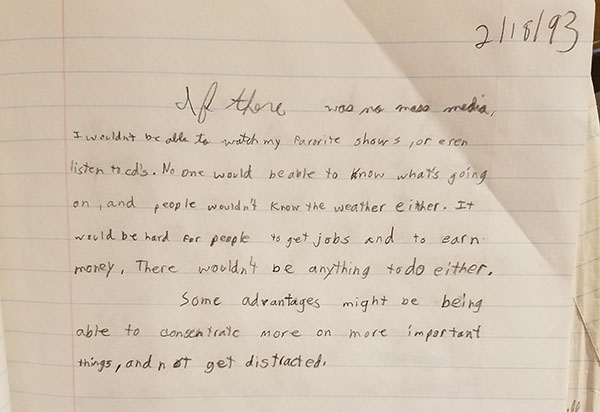 2/18/93
If there was no mass media,
I wouldn't be able to watch my favorite shows, or even
listen to cd's. No one would be able to know what's going
on, and people wouldn't know the weather either. It
would be hard for people to get jobs and to earn
money. There wouldn't be anything to do either.
Some advantages might be being
able to consentrate more on more important
things, and not get distracted.